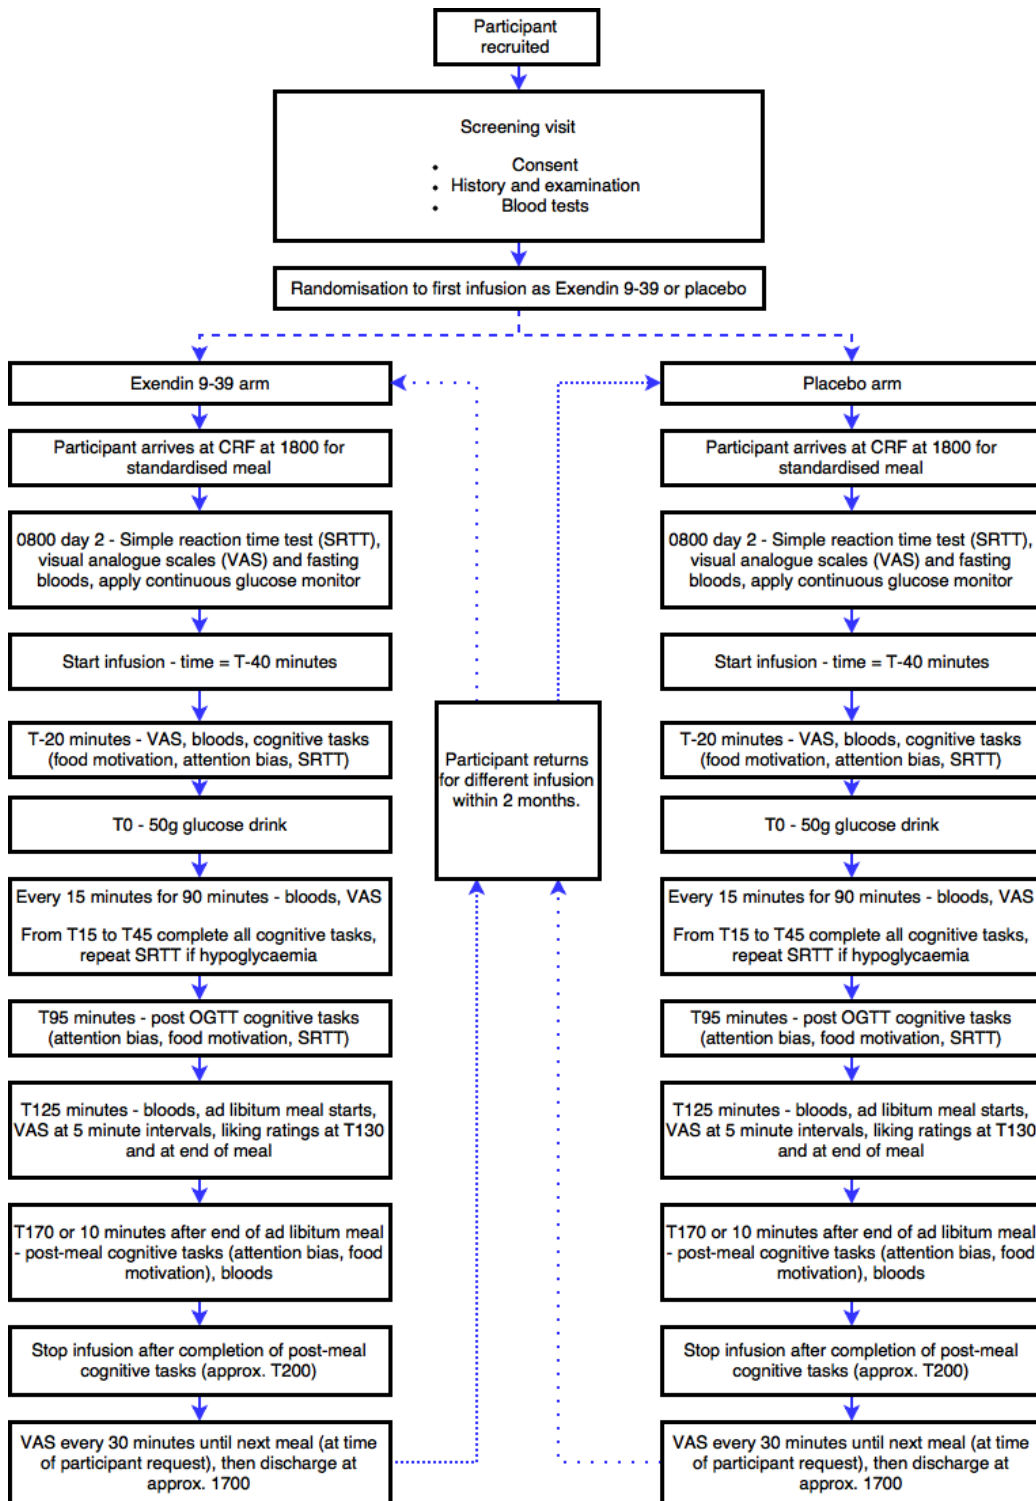 Participant
recruited
Screening visit
• Consent
• History and examination
• Blood tests
Randomisation to first infusion as Exendin 9-39 or placebo
Exendin 9-39 arm
Participant arrives at CRF at 1800 for
standardised meal
0800 day 2 - Simple reaction time test (SRTT),
visual analogue scales (VAS) and fasting
bloods, apply continuous glucose monitor
Start infusion - time = T-40 minutes
T-20 minutes - VAS, bloods, cognitive tasks
(food motivation, attention bias, SRTT)
T0 - 50g glucose drink
Every 15 minutes for 90 minutes - bloods, VAS
From T15 to T45 complete all cognitive tasks,
repeat SRTT if hypoglycaemia
T95 minutes - post OGTT cognitive tasks
(attention bias, food motivation, SRTT)
T125 minutes - bloods, ad libitum meal starts,
VAS at 5 minute intervals, liking ratings at T130
and at end of meal
T170 or 10 minutes after end of ad libitum meal
- post-meal cognitive tasks (attention bias, food
motivation), bloods
Stop infusion after completion of post-meal
cognitive tasks (approx. T200)
VAS every 30 minutes until next meal (at time
of participant request), then discharge at
approx. 1700
Participant returns
for different infusion
within 2 months.
Placebo arm
Participant arrives at CRF at 1800 for
standardised meal
0800 day 2 - Simple reaction time test (SRTT),
visual analogue scales (VAS) and fasting
bloods, apply continuous glucose monitor
Start infusion - time = T-40 minutes
T-20 minutes - VAS, bloods, cognitive tasks
(food motivation, attention bias, SRTT)
T0 - 50g glucose drink
Every 15 minutes for 90 minutes - bloods, VAS
From T15 to T45 complete all cognitive tasks,
repeat SRTT if hypoglycaemia
T95 minutes - post OGTT cognitive tasks
(attention bias, food motivation, SRTT)
T125 minutes - bloods, ad libitum meal starts,
VAS at 5 minute intervals, liking ratings at T130
and at end of meal
T170 or 10 minutes after end of ad libitum meal
- post-meal cognitive tasks (attention bias, food
motivation), bloods
Stop infusion after completion of post-meal
cognitive tasks (approx. T200)
VAS every 30 minutes until next meal (at time
of participant request), then discharge at
approx. 1700